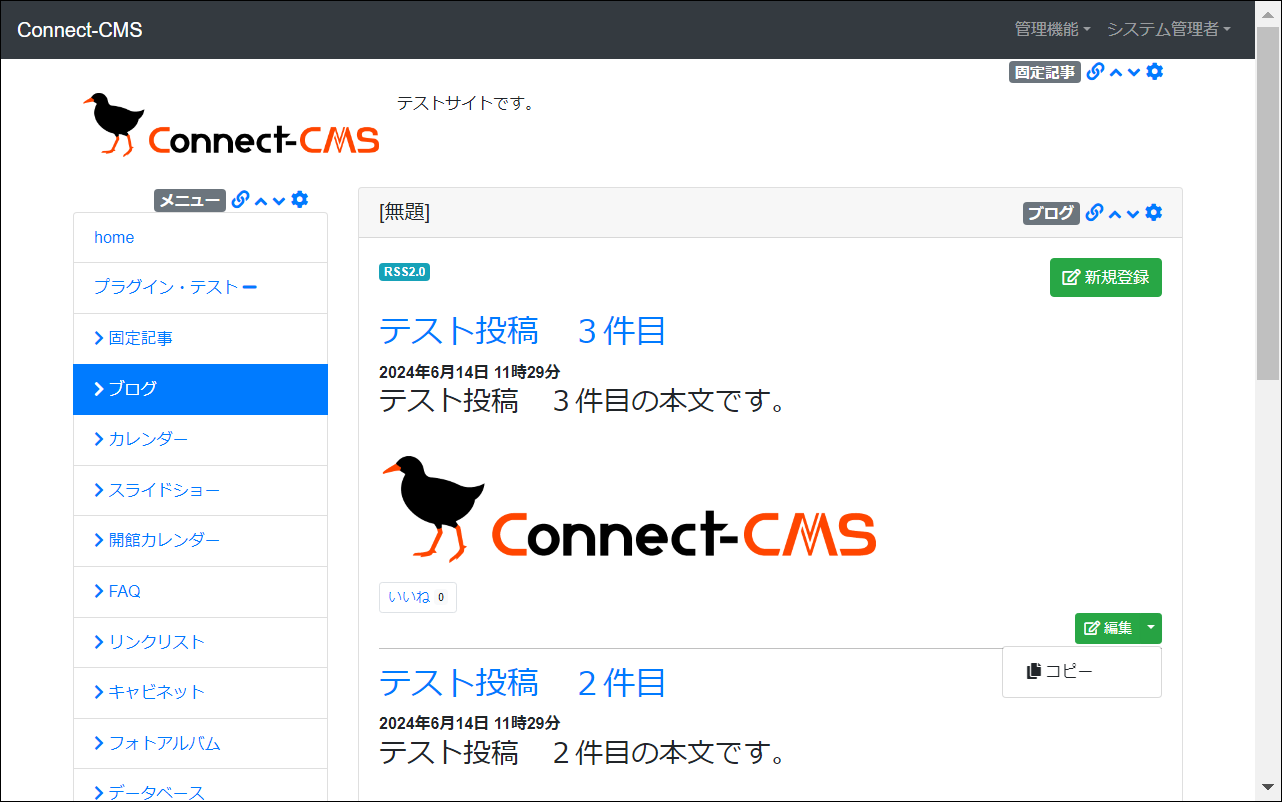 Connect-CMS
管理機能
システム管理者
固定記事
Connect-CMS
テストサイトです。
メニュー
home
プラグイン・テスト
固定記事
ブログ
カレンダー
スライドショー
開館カレンダー
FAQ
リンクリスト
キャビネット
フォトアルバム
データベース
[無題]
ブログ
RSS2.0
新規登録
テスト投稿　３件目
2024年6月14日 11時29分
テスト投稿　３件目の本文です。
Connect-CMS
いいね 0
編集
コピー
テスト投稿　２件目
2024年6月14日 11時29分
テスト投稿　２件目の本文です。